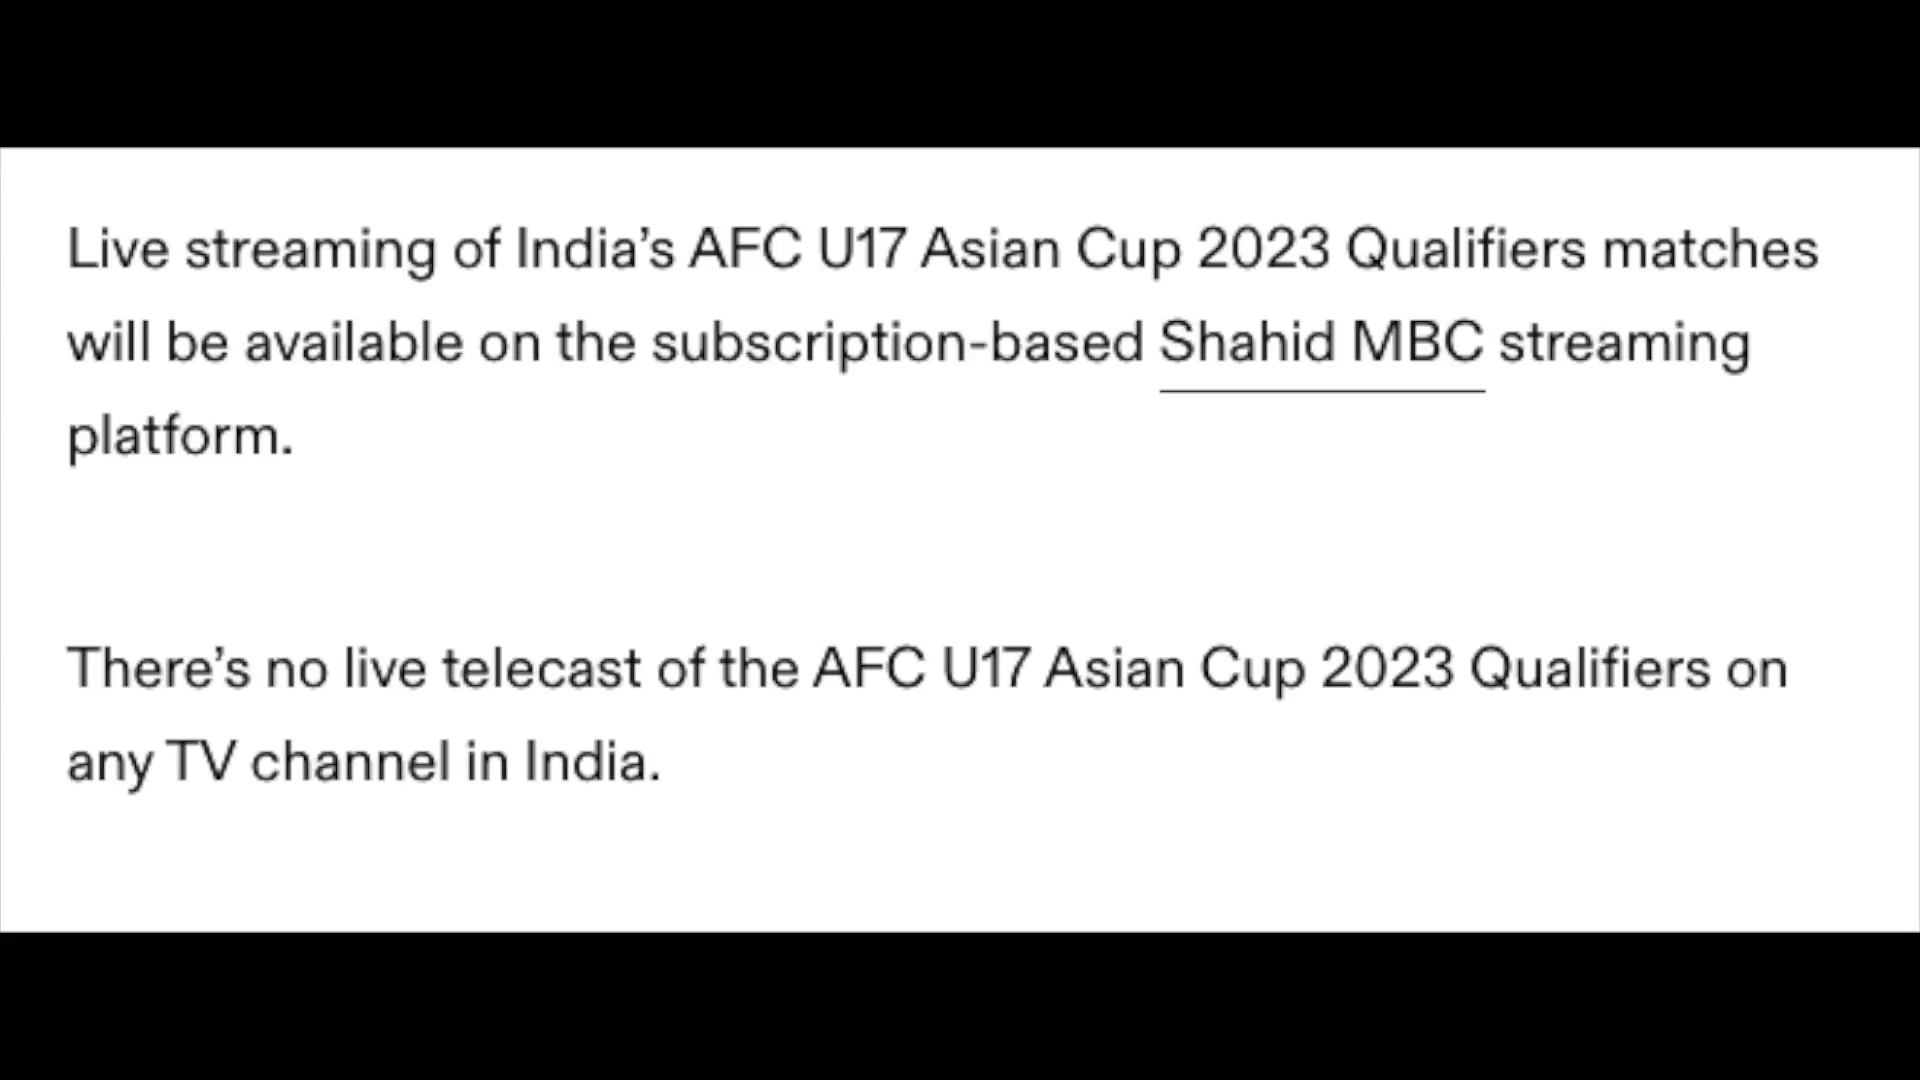 Live streaming of India’s AFC U17 Asian Cup 2023 Qualifiers matches
will be available on the subscription-based Shahid MBC streaming
platform.
There’s no live telecast of the AFC U17 Asian Cup 2023 Qualifiers on
any TV channel in India.